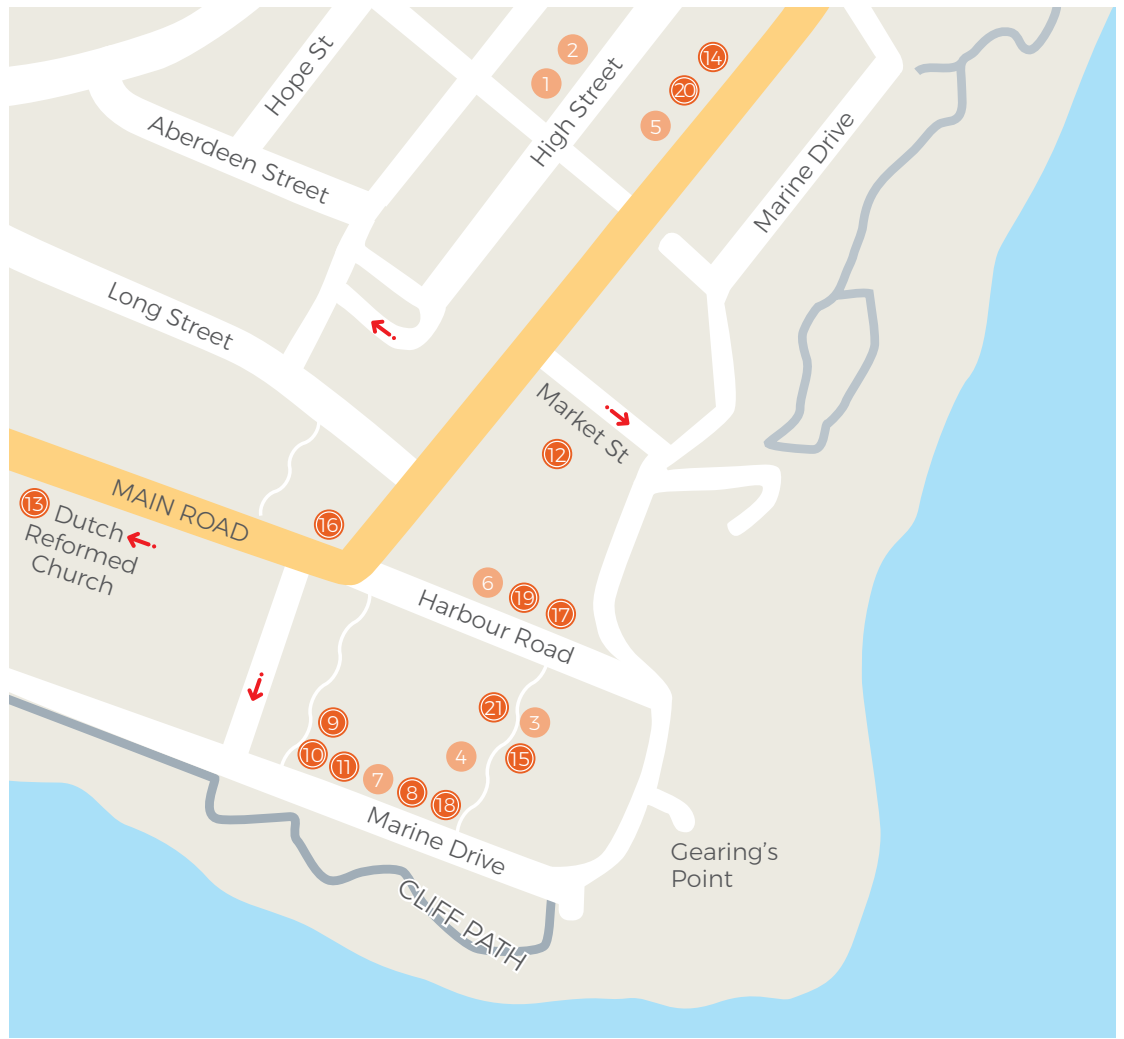 2
14
1
20
5
Hope St
High Street
Aberdeen Street
Marine Drive
Long Street
Market St
12
MAIN ROAD
13
Dutch
Reformed
Church
16
6
19
17
Harbour Road
21
3
9
10
11
4
15
7
8
18
Marine Drive
Gearing's
Point
CLIFF PATH